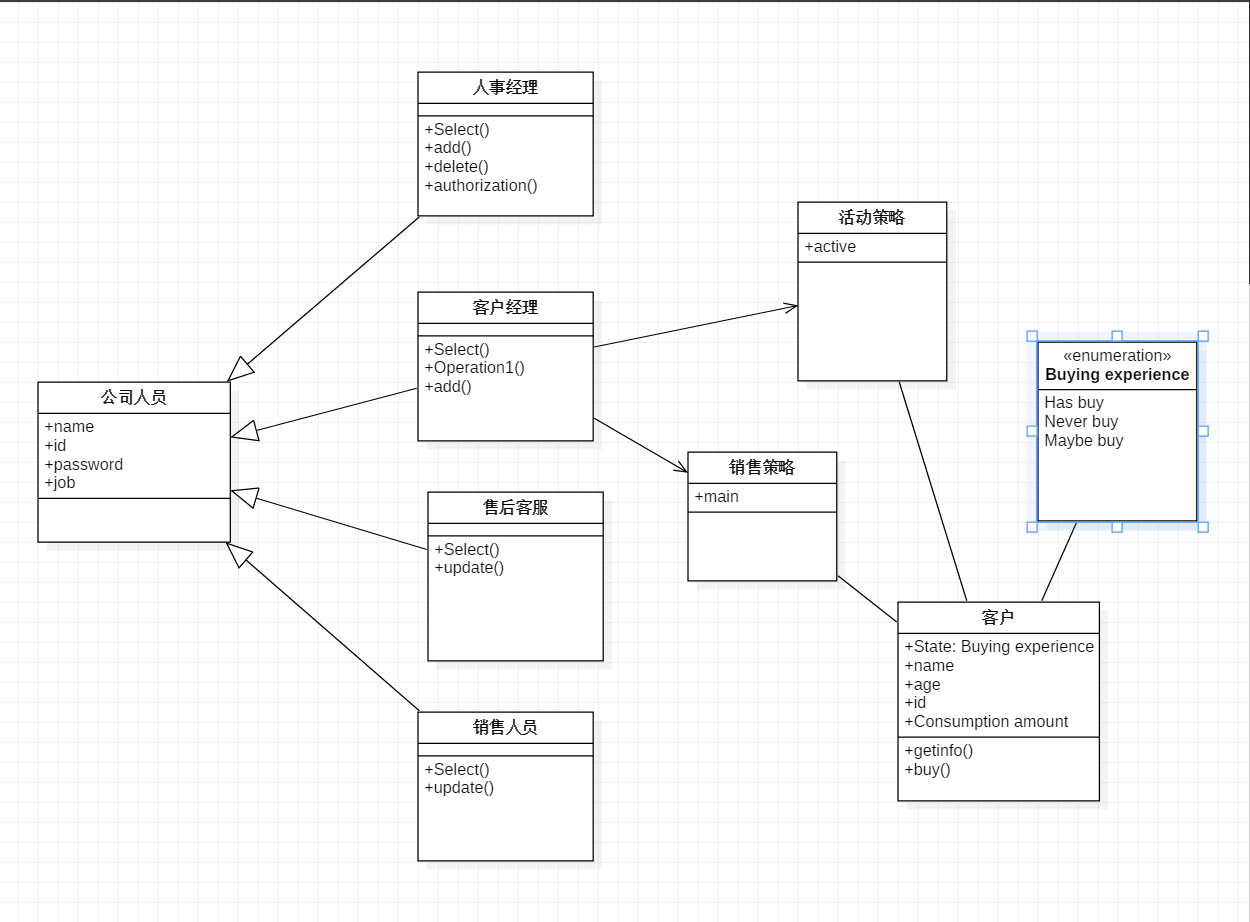 人事经理
+Select()
+add()
+delete()
+authorization()
客户经理
+Select()
+Operation1()
+add()
公司人员
+name
+id
+password
+job
售后客服
+Select()
+update()
销售人员
+Select()
+update()
活动策略
+active
销售策略
+main
«enumeration»
Buying experience
Has buy
Never buy
Maybe buy
客户
+State: Buying experience
+name
+age
+id
+Consumption amount
+getinfo()
+buy()